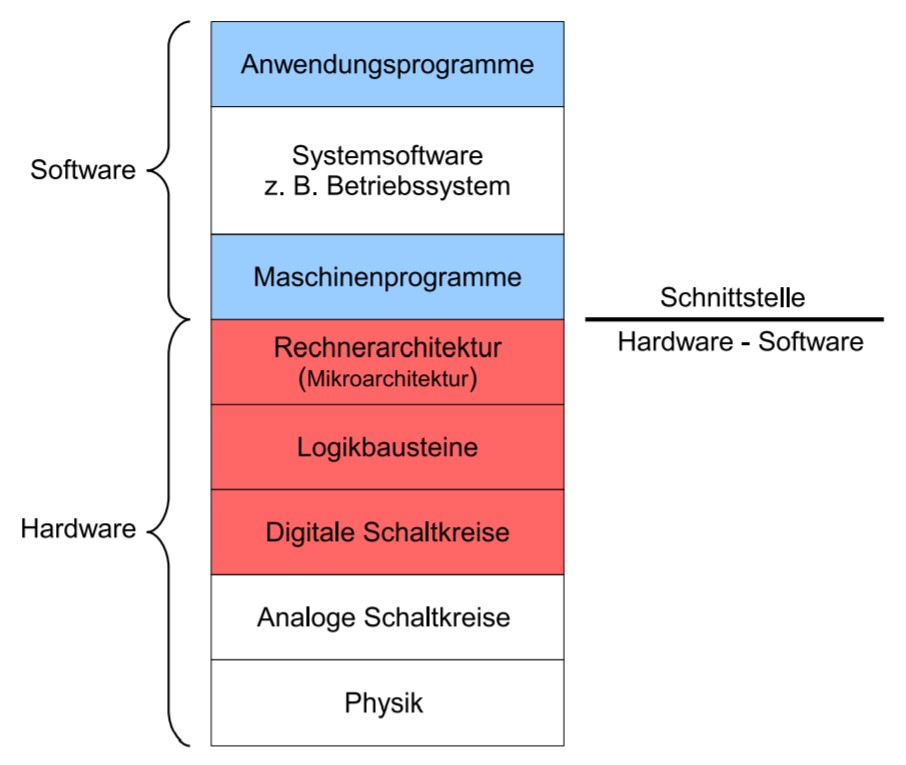 Anwendungsprogramme
Systemsoftware
z. B. Betriebssystem
Software
Maschinenprogramme
Schnittstelle
Hardware - Software
Rechnerarchitektur
(Mikroarchitektur)
Logikbausteine
Hardware
Digitale Schaltkreise
Analoge Schaltkreise
Physik